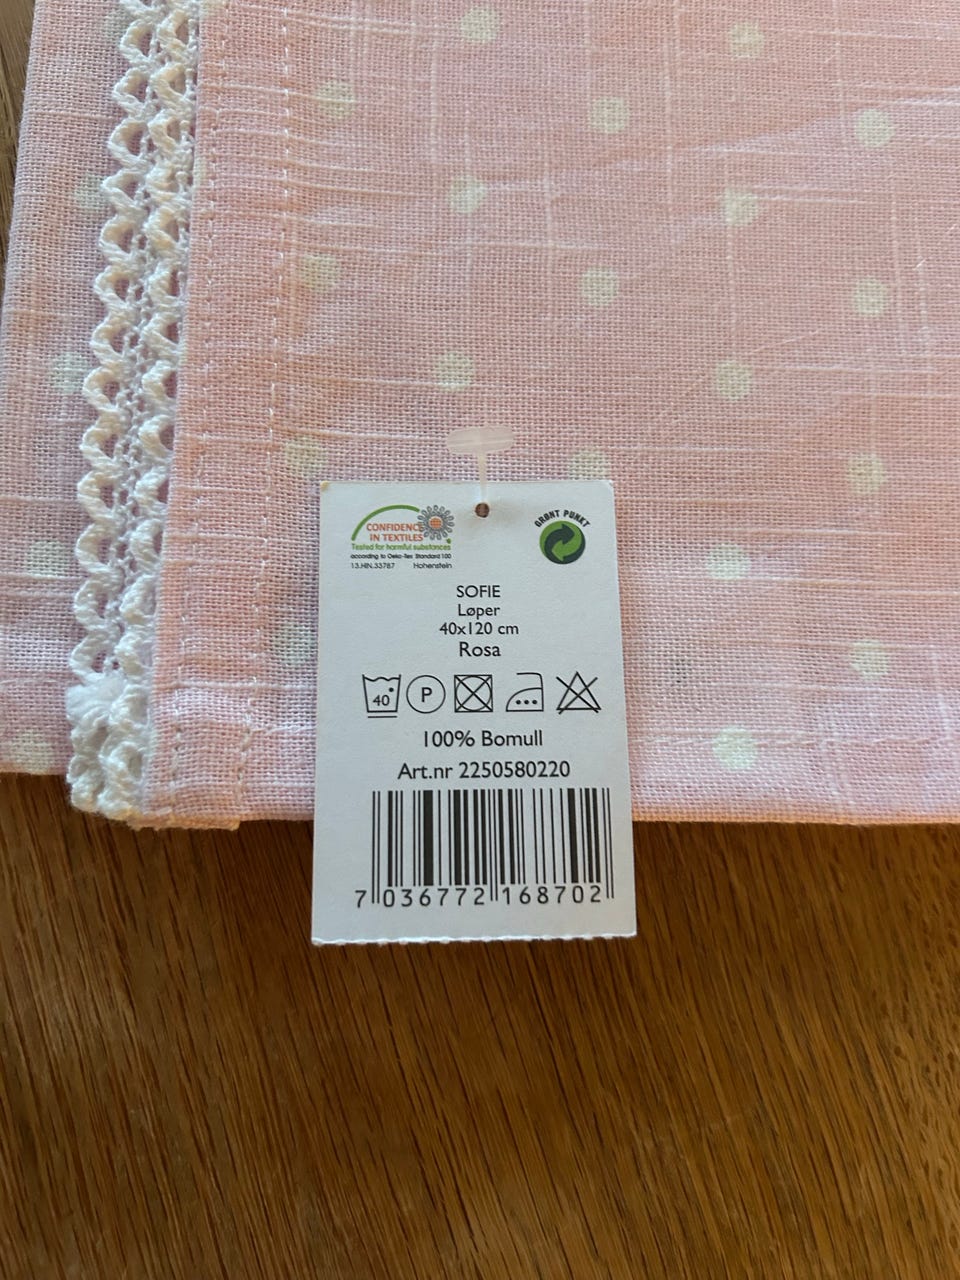 CONFIDENCE
IN TEXTILES
Tested for harmful substances
according to Oeko-Tex Standard 100
13.HIN.33787 Hohenstein
GRØNT PUNKT
SOFIE
Løper
40x120 cm
Rosa
40° P
100% Bomull
Art.nr 2250580220
7 036772 168702